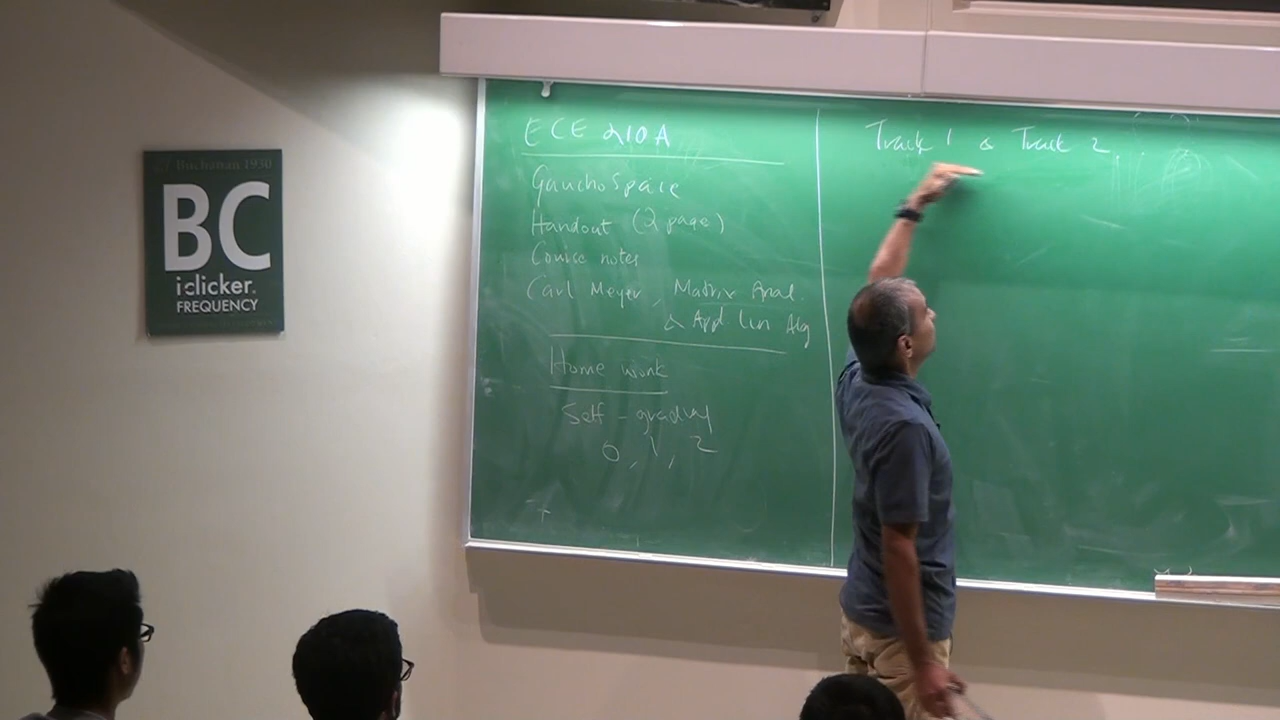 Buchanan 1930
BC
iclicker.
FREQUENCY
ECE 210A
GauchoSpace
Handout (2 page)
Course notes
Carl Meyer, Matrix Anal.
& Appl. Lin Alg
Home work
Self-grading
0, 1, 2
Track 1 & Track 2